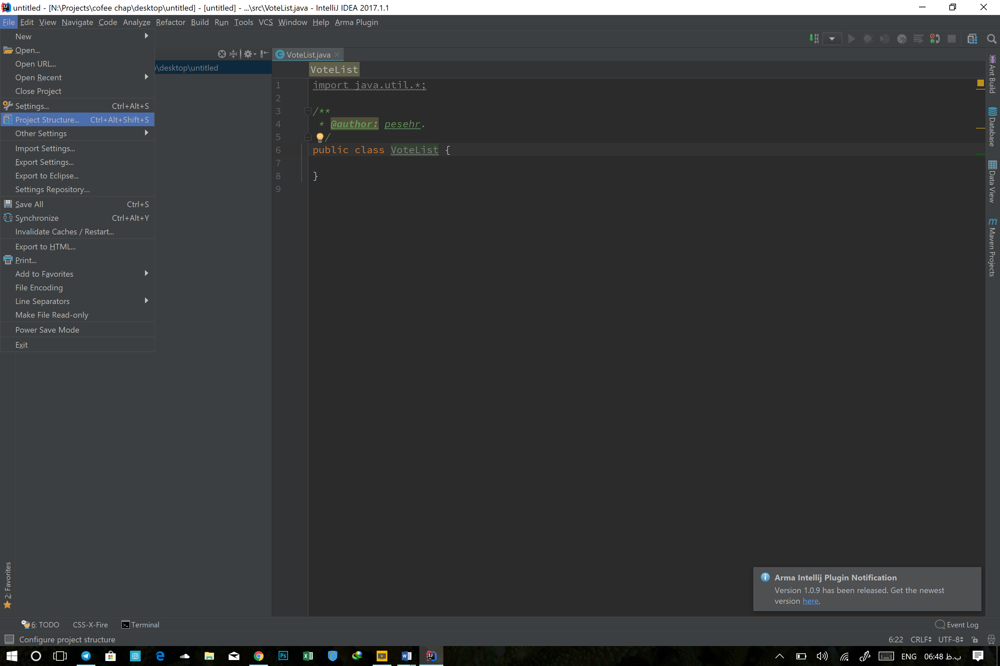 untitled - [N:\Projects\cofee chap\desktop\untitled] - [untitled] - ...\src\VoteList.java - IntelliJ IDEA 2017.1.1
File Edit View Navigate Code Analyze Refactor Build Run Tools VCS Window Help Arma Plugin
New
Open...
Open URL...
Open Recent
Close Project
Settings... Ctrl+Alt+S
Project Structure... Ctrl+Alt+Shift+S
Other Settings
Import Settings...
Export Settings...
Export to Eclipse...
Settings Repository...
Save All Ctrl+S
Synchronize Ctrl+Alt+Y
Invalidate Caches / Restart...
Export to HTML...
Print...
Add to Favorites
File Encoding
Line Separators
Make File Read-only
Power Save Mode
Exit
\desktop\untitled
VoteList.java
VoteList
1 import java.util.*;
2
3 /**
4 * @author: pesehr.
5 /
6 public class VoteList {
7
8 }
9
Ant Build
Database
Data View
Maven Projects
2: Favorites
Arma Intellij Plugin Notification
Version 1.0.9 has been released. Get the newest
version here.
6: TODO CSS-X-Fire Terminal Event Log
Configure project structure 6:22 CRLF UTF-8
ENG 06:48 ب.ظ